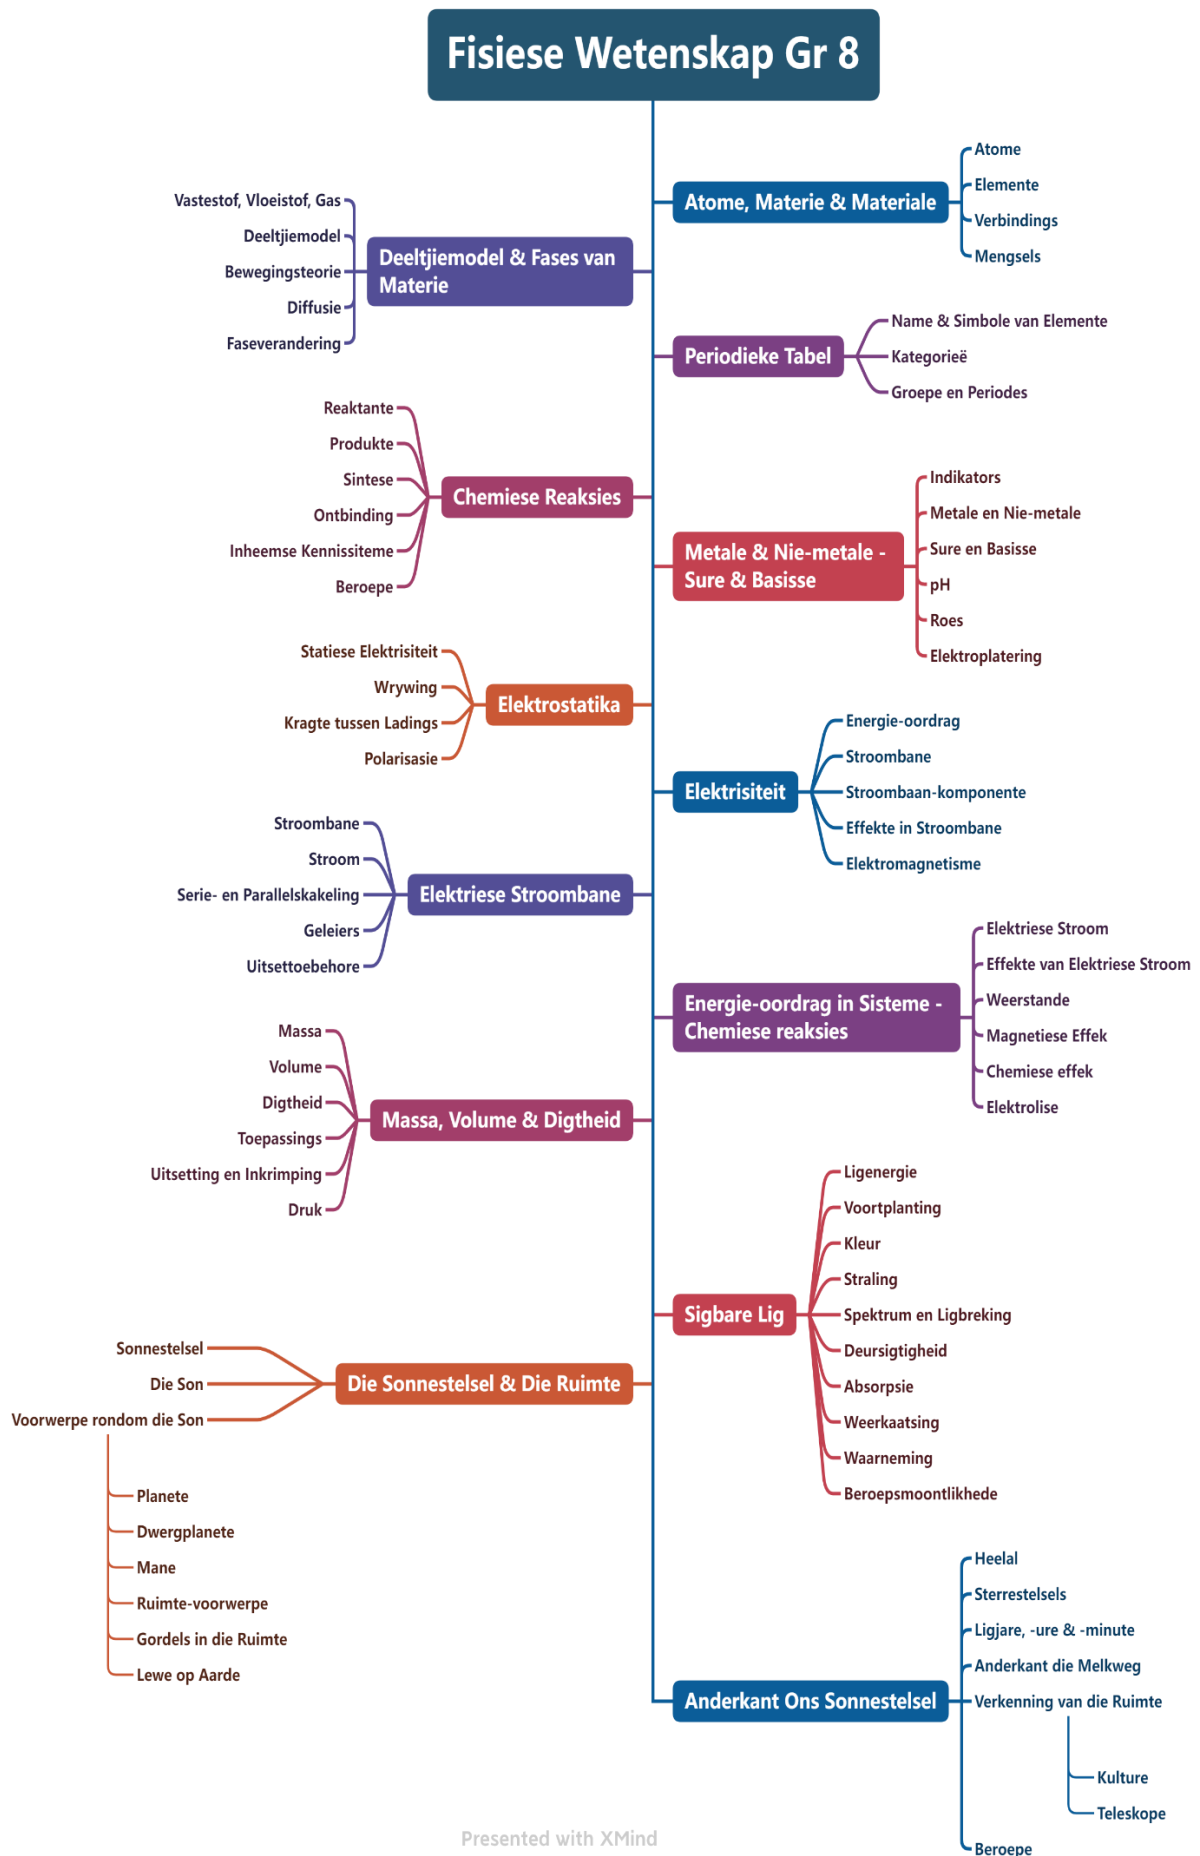 Fisiese Wetenskap Gr 8
Atome, Materie & Materiale
Atome
Elemente
Verbindings
Mengsels
Deeltjiemodel & Fases van
Materie
Vastestof, Vloeistof, Gas
Deeltjiemodel
Bewegingsteorie
Diffusie
Faseverandering
Periodieke Tabel
Name & Simbole van Elemente
Kategorieë
Groepe en Periodes
Chemiese Reaksies
Reaktante
Produkte
Sintese
Ontbinding
Inheemse Kennissiteme
Beroepe
Metale & Nie-metale -
Sure & Basisse
Indikators
Metale en Nie-metale
Sure en Basisse
pH
Roes
Elektroplatering
Elektrostatika
Statiese Elektrisiteit
Wrywing
Kragte tussen Ladings
Polarisasie
Elektrisiteit
Energie-oordrag
Stroombane
Stroombaan-komponente
Effekte in Stroombane
Elektromagnetisme
Elektriese Stroombane
Stroombane
Stroom
Serie- en Parallelskakeling
Geleiers
Uitsettoebehore
Energie-oordrag in Sisteme -
Chemiese reaksies
Elektriese Stroom
Effekte van Elektriese Stroom
Weerstande
Magnetiese Effek
Chemiese effek
Elektrolise
Massa, Volume & Digtheid
Massa
Volume
Digtheid
Toepassings
Uitsetting en Inkrimping
Druk
Sigbare Lig
Ligenergie
Voortplanting
Kleur
Straling
Spektrum en Ligbreking
Deursigtigheid
Absorpsie
Weerkaatsing
Waarneming
Beroepsmoontlikhede
Die Sonnestelsel & Die Ruimte
Sonnestelsel
Die Son
Voorwerpe rondom die Son
Planete
Dwergplanete
Mane
Ruimte-voorwerpe
Gordels in die Ruimte
Lewe op Aarde
Anderkant Ons Sonnestelsel
Heelal
Sterrestelsels
Ligjare, -ure & -minute
Anderkant die Melkweg
Verkenning van die Ruimte
Kulture
Teleskope
Beroepe
Presented with XMind